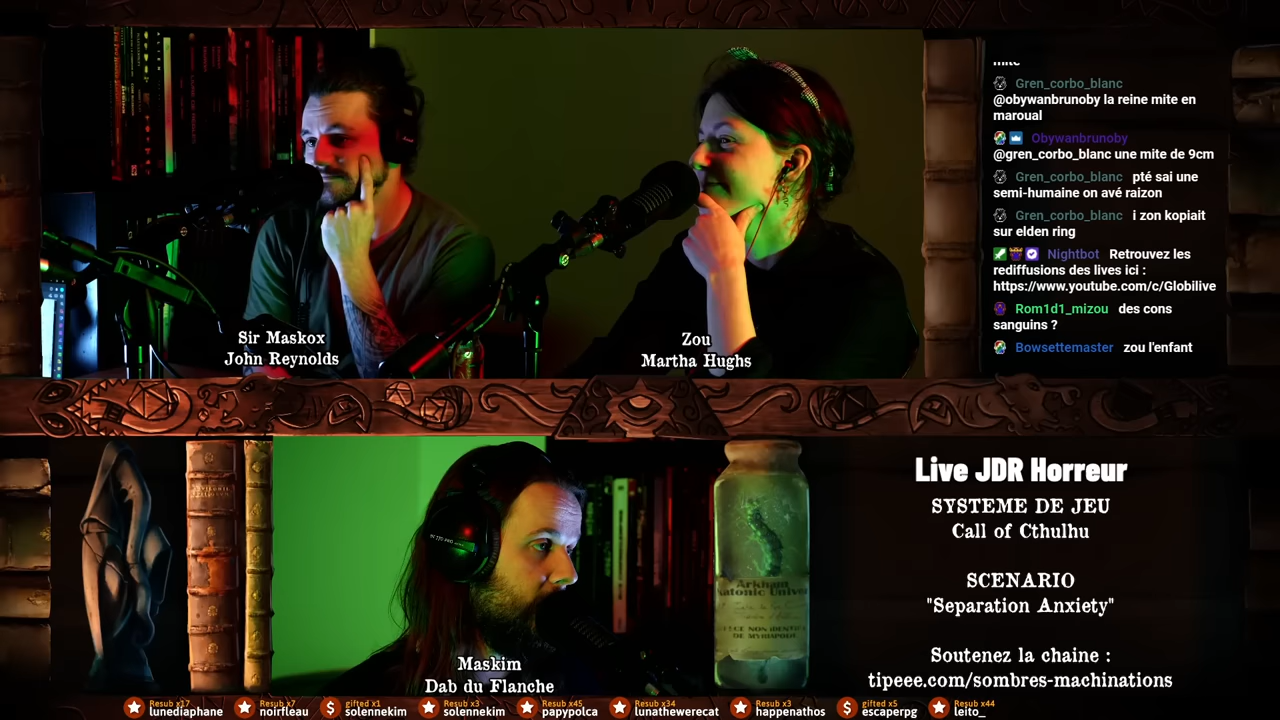 mite
Gren_corbo_blanc
@obywanbrunoby la reine mite en
maroual
Obywanbrunoby
@gren_corbo_blanc une mite de 9cm
Gren_corbo_blanc pté sai une
semi-humaine on avé raizon
Gren_corbo_blanc i zon kopiait
sur elden ring
Nightbot Retrouvez les
rediffusions des lives ici :
https://www.youtube.com/c/Globilive
Rom1d1_mizou des cons
sanguins ?
Bowsettemaster zou l'enfant
Sir Maskox
John Reynolds
Zou
Martha Hughs
Live JDR Horreur
SYSTEME DE JEU
Call of Cthulhu
SCENARIO
"Separation Anxiety"
Soutenez la chaine :
tipeee.com/sombres-machinations
Arkham
Maskim
Dab du Flanche
Resub x17
lunediaphane
Resub x7
noirfleau
gifted x1
solennekim
Resub x3
solennekim
Resub x45
papypolca
Resub x34
lunathewerecat
Resub x3
happenathos
gifted x5
escaperpg
Resub x44
leito_